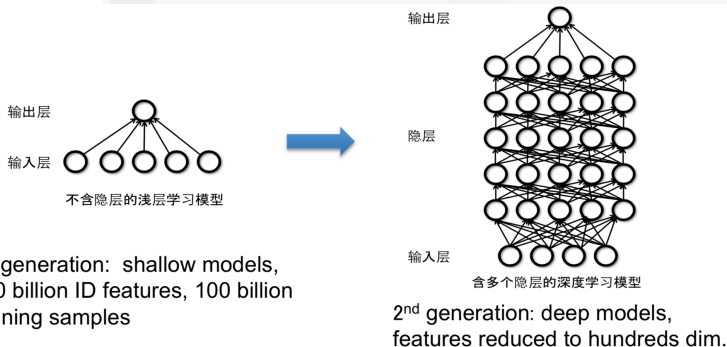 输出层
输入层
不含隐层的浅层学习模型
generation: shallow models,
billion ID features, 100 billion
samples
输出层
隐层
输入层
含多个隐层的深度学习模型
2nd generation: deep models,
features reduced to hundreds dim.